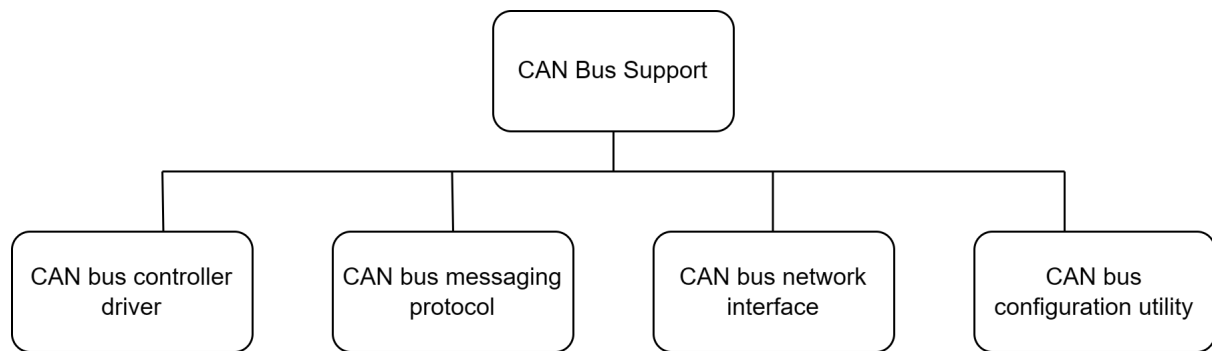 CAN Bus Support
CAN bus controller
driver
CAN bus messaging
protocol
CAN bus network
interface
CAN bus
configuration utility